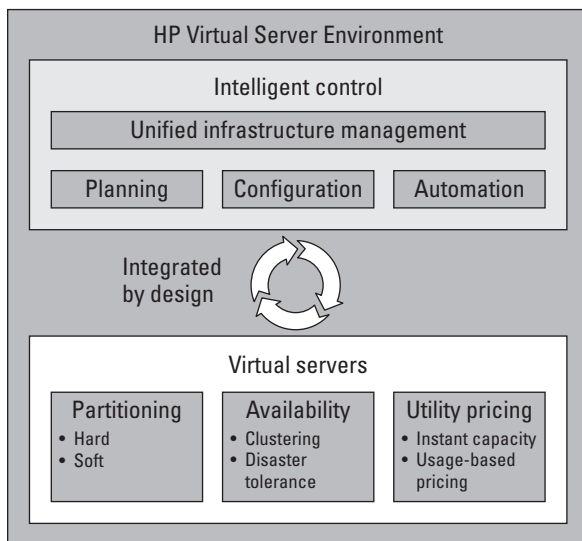 HP Virtual Server Environment
Intelligent control
Unified infrastructure management
Planning
Configuration
Automation
Integrated
by design
Virtual servers
Partitioning
• Hard
• Soft
Availability
• Clustering
• Disaster
tolerance
Utility pricing
• Instant capacity
• Usage-based
pricing